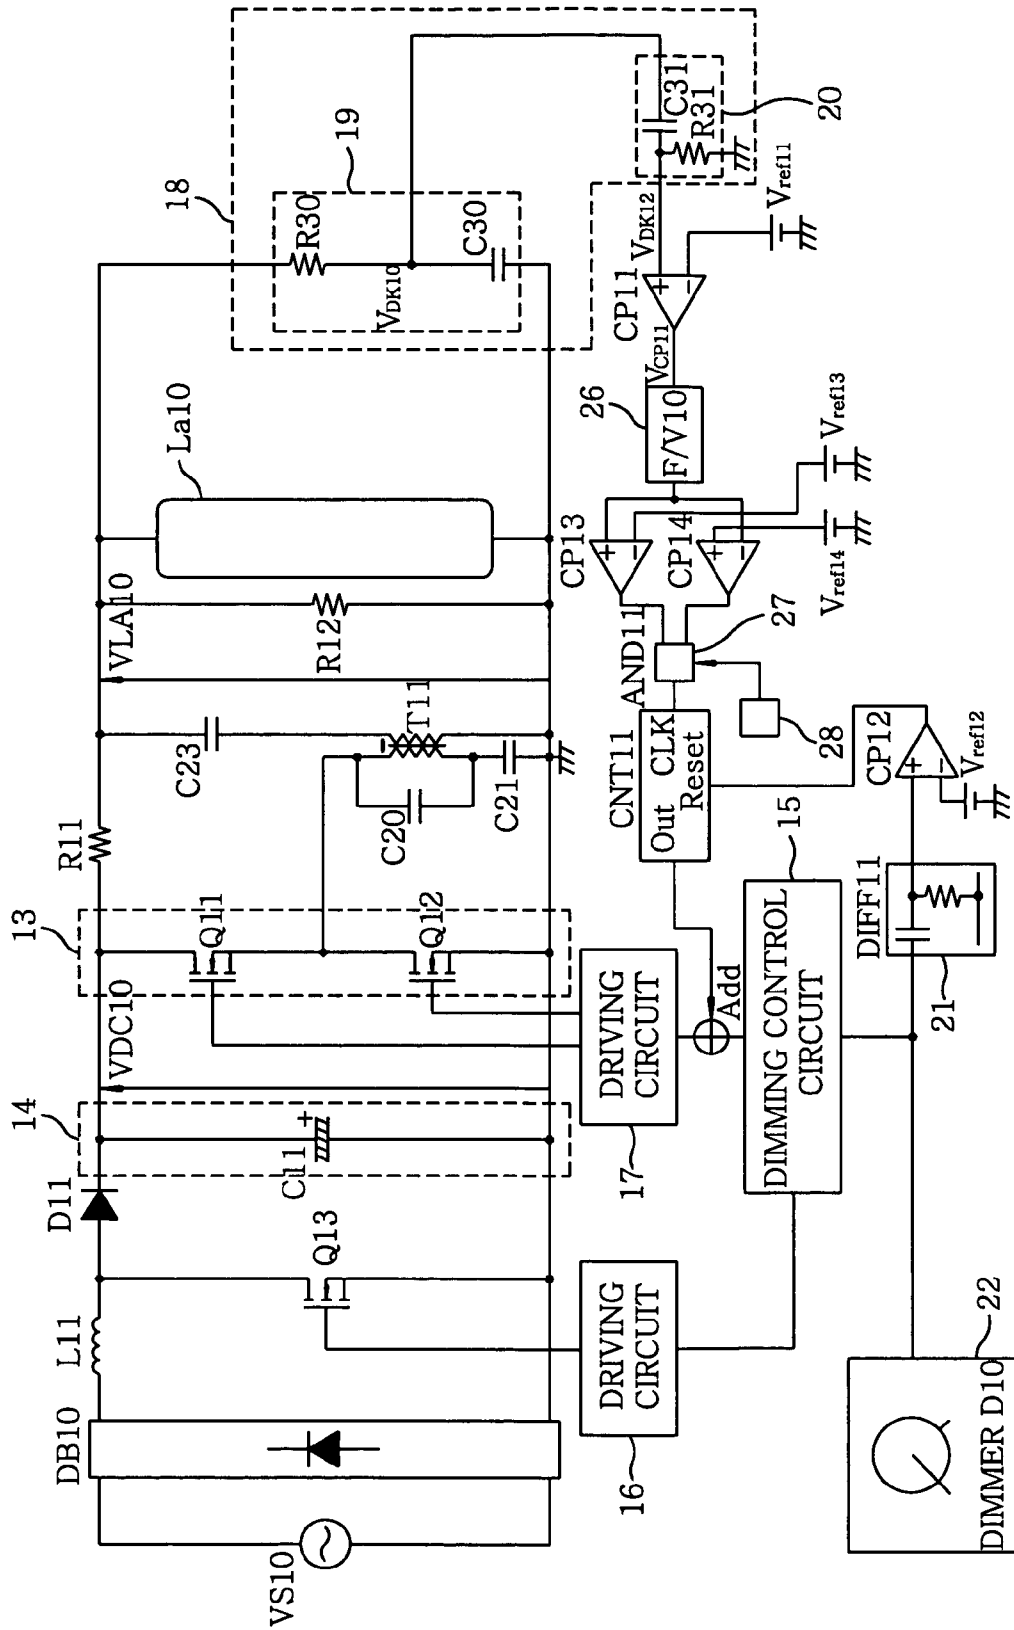 18
19
R30
C30
VDK10
La10
VLA10
R12
R11
C23
T11
C20
C21
13
Q11
Q12
VDC10
14
C11
D11
Q13
L11
DB10
VS10
C31
R31
20
VDK12
Vref11
CP11
+
−
VCP11
26
F/V10
CP13
+
−
CP14
+
−
Vref13
Vref14
AND11
27
28
CNT11
Out CLK
Reset
CP12
+
−
Vref12
15
DIFF11
21
DRIVING
CIRCUIT
17
Add
DIMMING CONTROL
CIRCUIT
DRIVING
CIRCUIT
16
22
DIMMER D10
+